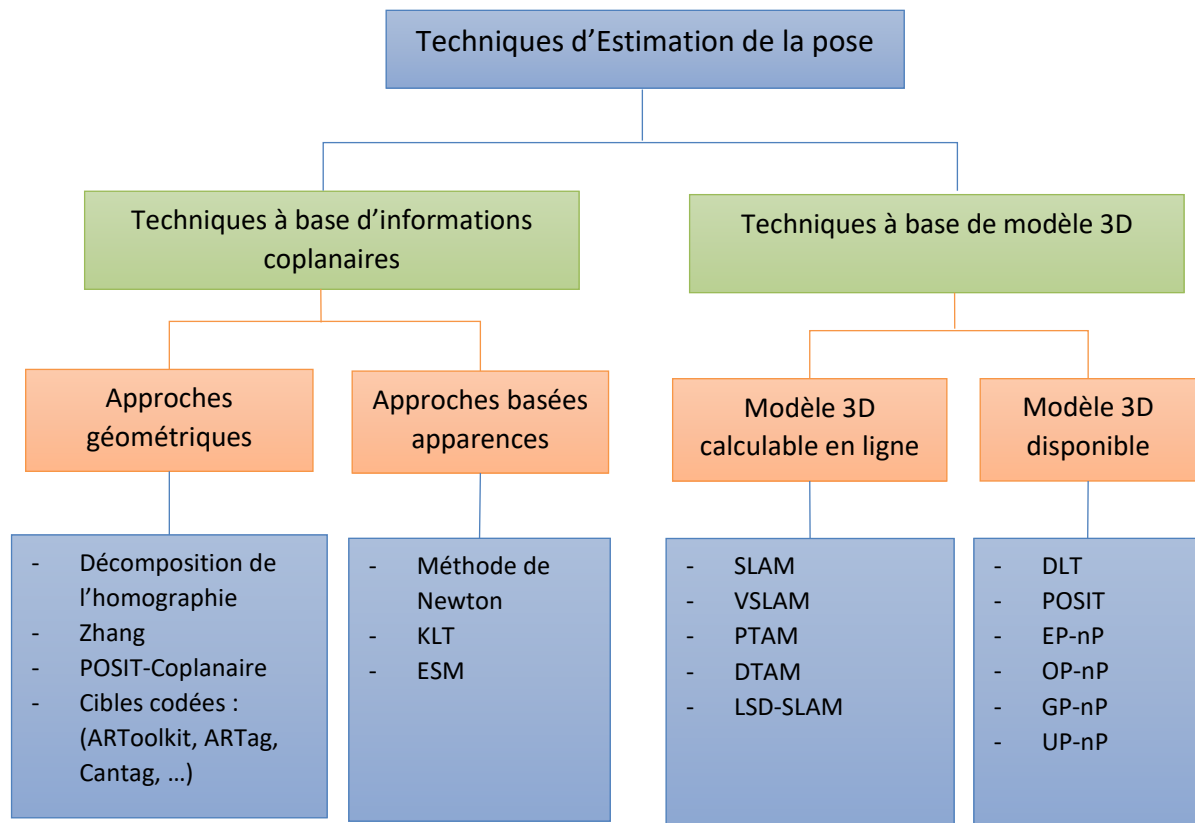 Techniques d’Estimation de la pose
Techniques à base d’informations
coplanaires
Techniques à base de modèle 3D
Approches
géométriques
Approches basées
apparences
Modèle 3D
calculable en ligne
Modèle 3D
disponible
- Décomposition de
l’homographie
- Zhang
- POSIT-Coplanaire
- Cibles codées :
(ARToolkit, ARTag,
Cantag, …)
- Méthode de
Newton
- KLT
- ESM
- SLAM
- VSLAM
- PTAM
- DTAM
- LSD-SLAM
- DLT
- POSIT
- EP-nP
- OP-nP
- GP-nP
- UP-nP